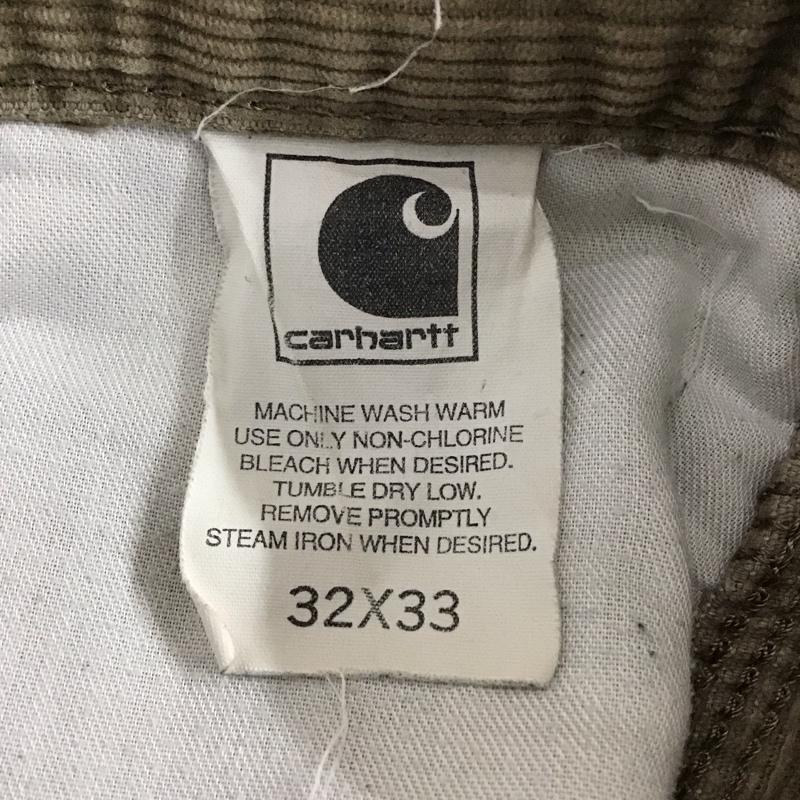 carhartt
MACHINE WASH WARM
USE ONLY NON-CHLORINE
BLEACH WHEN DESIRED.
TUMBLE DRY LOW.
REMOVE PROMPTLY
STEAM IRON WHEN DESIRED.
32X33